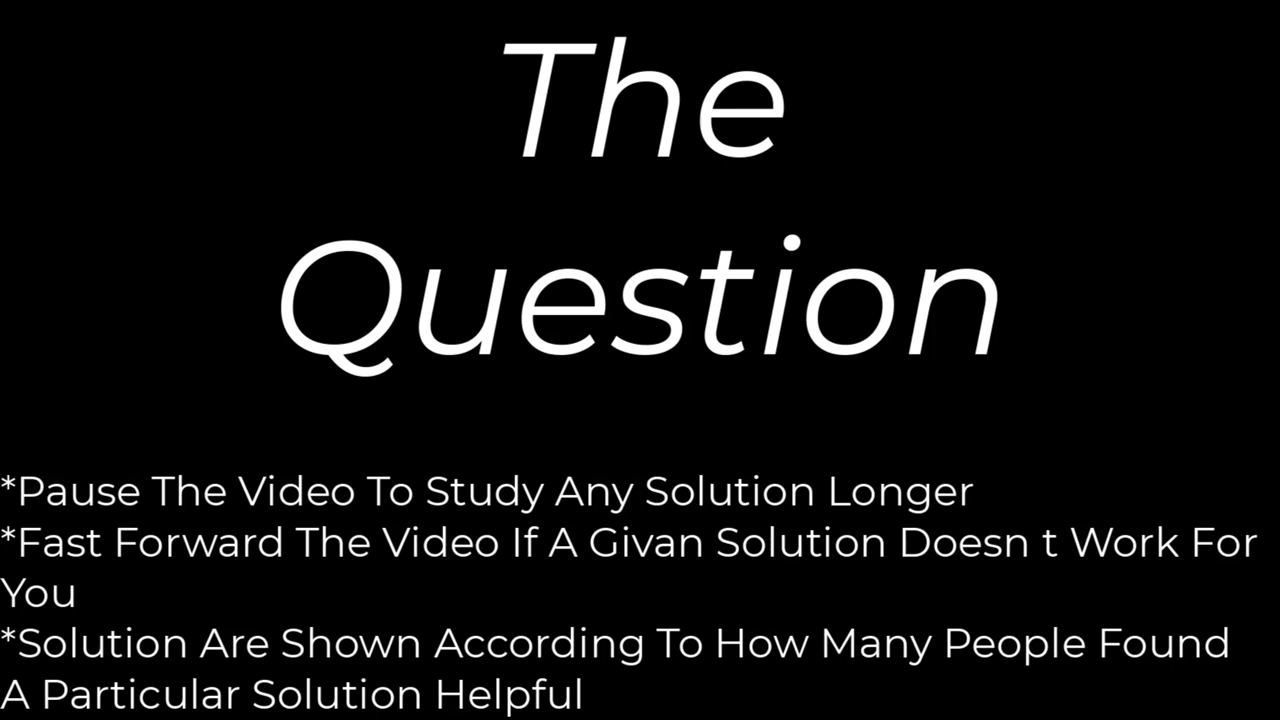 The
Question
*Pause The Video To Study Any Solution Longer
*Fast Forward The Video If A Givan Solution Doesn t Work For
You
*Solution Are Shown According To How Many People Found
A Particular Solution Helpful